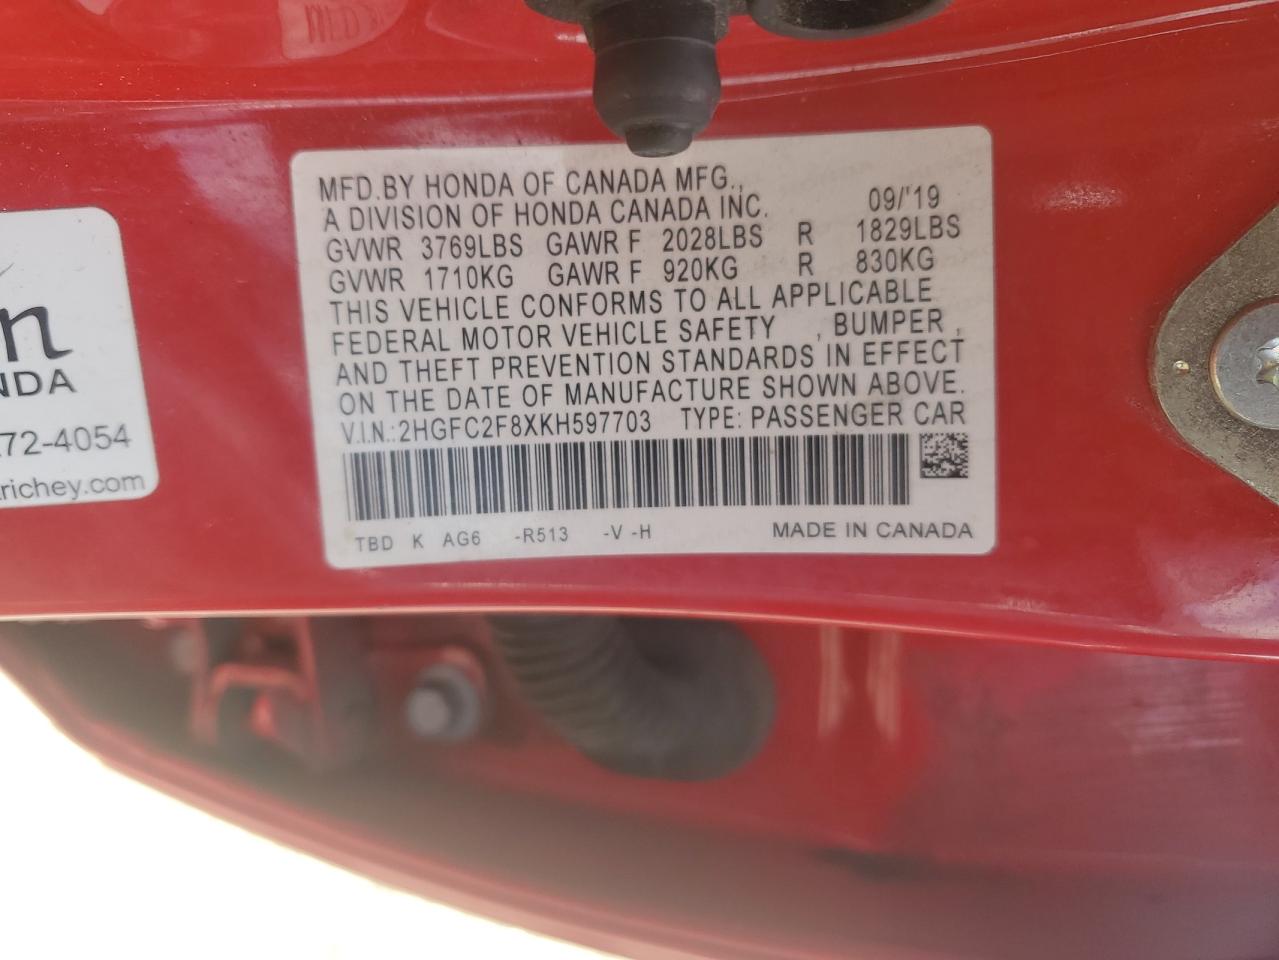 MFD.BY HONDA OF CANADA MFG.,
A DIVISION OF HONDA CANADA INC. 09/'19
GVWR 3769LBS GAWR F 2028LBS R 1829LBS
GVWR 1710KG GAWR F 920KG R 830KG
THIS VEHICLE CONFORMS TO ALL APPLICABLE
FEDERAL MOTOR VEHICLE SAFETY , BUMPER ,
AND THEFT PREVENTION STANDARDS IN EFFECT
ON THE DATE OF MANUFACTURE SHOWN ABOVE.
V.I.N.:2HGFC2F8XKH597703 TYPE: PASSENGER CAR
TBD K AG6 -R513 -V -H MADE IN CANADA
n
NDA
72-4054
richey.com